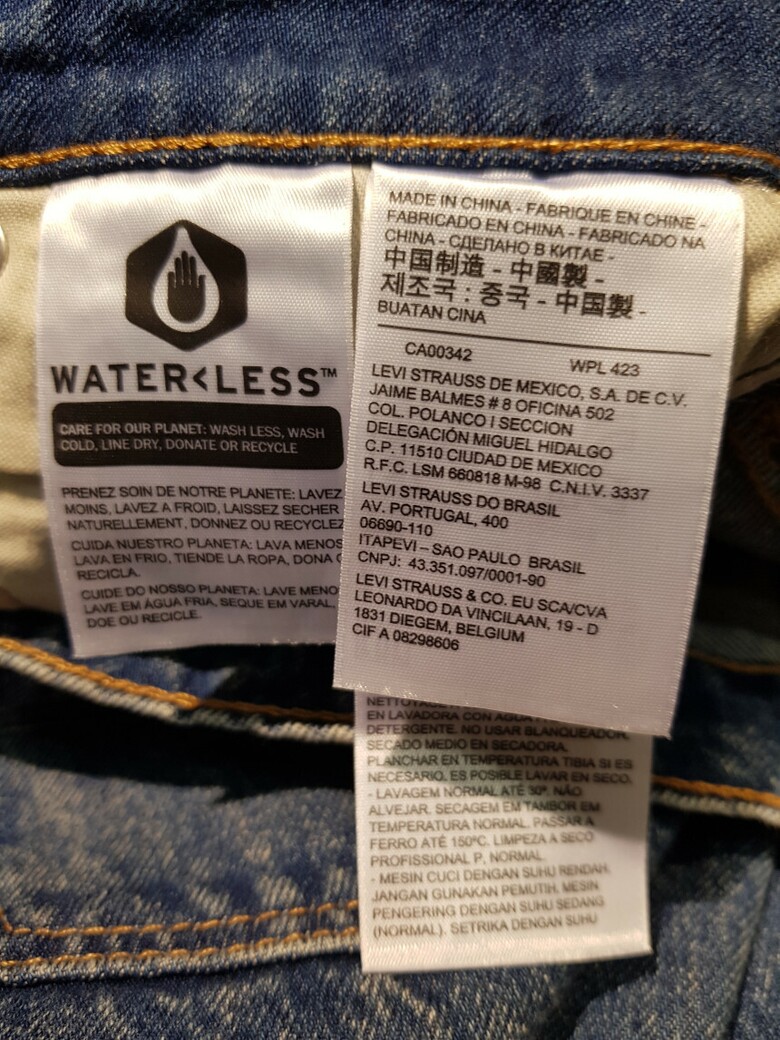 WATER<LESS™
CARE FOR OUR PLANET: WASH LESS, WASH
COLD, LINE DRY, DONATE OR RECYCLE
PRENEZ SOIN DE NOTRE PLANETE: LAVEZ
MOINS, LAVEZ A FROID, LAISSEZ SECHER
NATURELLEMENT, DONNEZ OU RECYCLEZ
CUIDA NUESTRO PLANETA: LAVA MENOS
LAVA EN FRIO, TIENDE LA ROPA, DONA
RECICLA.
CUIDE DO NOSSO PLANETA: LAVE MENO
LAVE EM ÁGUA FRIA, SEQUE EM VARAL,
DOE OU RECICLE.
MADE IN CHINA - FABRIQUE EN CHINE -
FABRICADO EN CHINA - FABRICADO NA
CHINA - СДЕЛАНО В КИТАЕ -
中国制造 - 中國製 -
제조국 : 중국 - 中国製 -
BUATAN CINA
CA00342 WPL 423
LEVI STRAUSS DE MEXICO, S.A. DE C.V.
JAIME BALMES # 8 OFICINA 502
COL. POLANCO I SECCION
DELEGACIÓN MIGUEL HIDALGO
C.P. 11510 CIUDAD DE MEXICO
R.F.C. LSM 660818 M-98 C.N.I.V. 3337
LEVI STRAUSS DO BRASIL
AV. PORTUGAL, 400
06690-110
ITAPEVI – SAO PAULO BRASIL
CNPJ: 43.351.097/0001-90
LEVI STRAUSS & CO. EU SCA/CVA
LEONARDO DA VINCILAAN, 19 - D
1831 DIEGEM, BELGIUM
CIF A 08298606
EN LAVADORA CON AGUA
DETERGENTE. NO USAR BLANQUEADOR.
SECADO MEDIO EN SECADORA.
PLANCHAR EN TEMPERATURA TIBIA SI ES
NECESARIO. ES POSIBLE LAVAR EN SECO.
- LAVAGEM NORMAL ATÉ 30º. NÃO
ALVEJAR. SECAGEM EM TAMBOR EM
TEMPERATURA NORMAL. PASSAR A
FERRO ATÉ 150ºC. LIMPEZA A SECO
PROFISSIONAL P, NORMAL.
- MESIN CUCI DENGAN SUHU RENDAH.
JANGAN GUNAKAN PEMUTIH. MESIN
PENGERING DENGAN SUHU SEDANG
(NORMAL). SETRIKA DENGAN SUHU